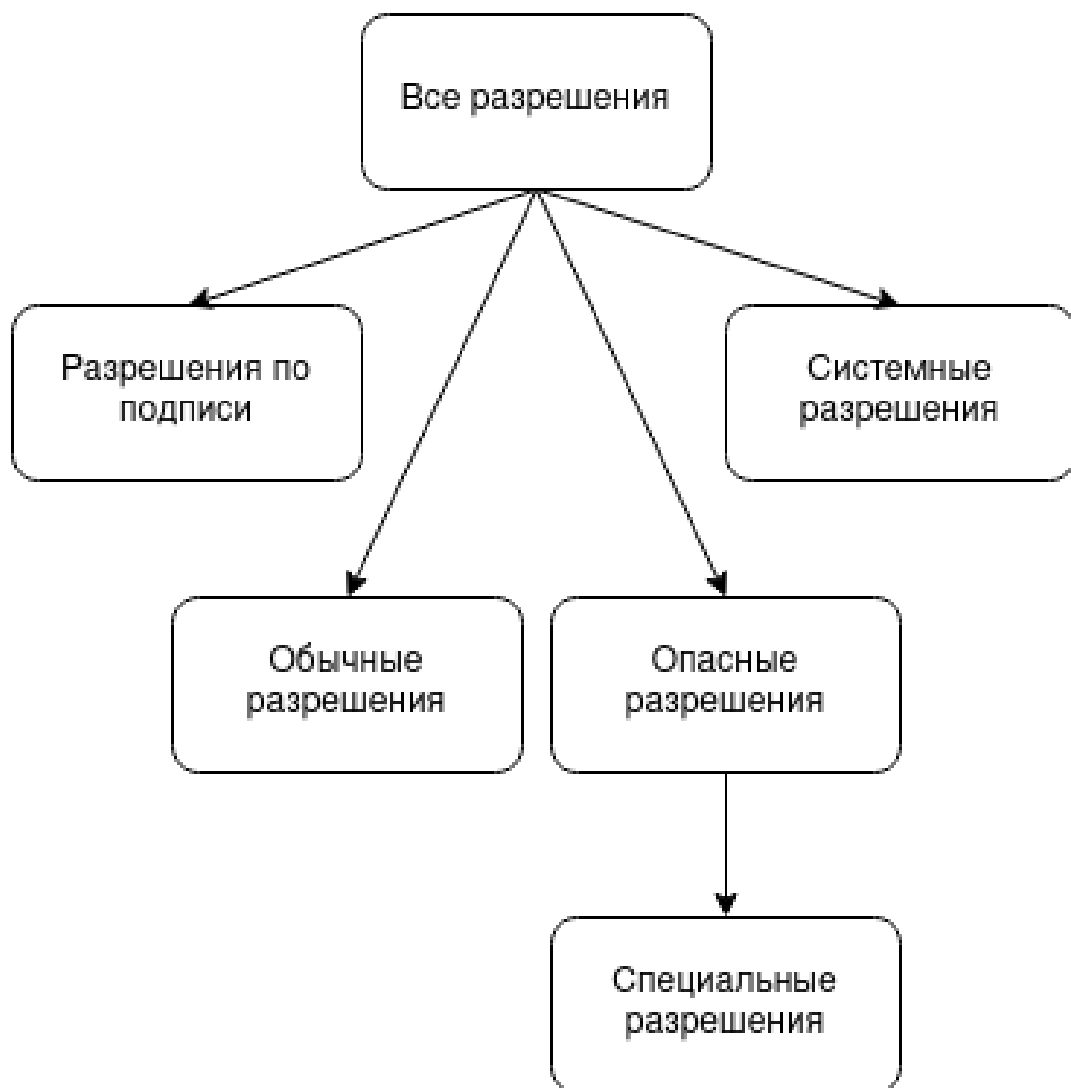 Все разрешения
Разрешения по
подписи
Системные
разрешения
Обычные
разрешения
Опасные
разрешения
Специальные
разрешения